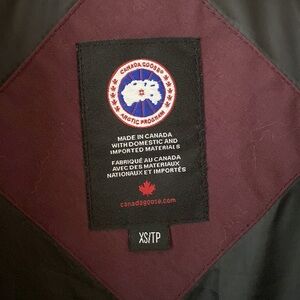 CANADA GOOSE®
ARCTIC PROGRAM
MADE IN CANADA
WITH DOMESTIC AND
IMPORTED MATERIALS
FABRIQUÉ AU CANADA
AVEC DES MATERIAUX
NATIONAUX ET IMPORTÉS
canadagoose.com
XS/TP